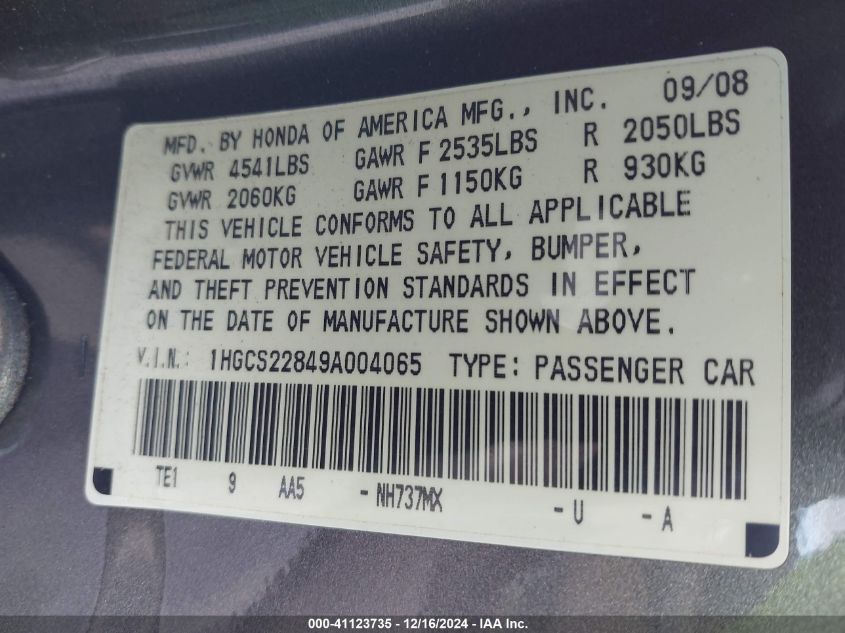 09/08
MFD. BY HONDA OF AMERICA MFG., INC.
GVWR 4541LBS GAWR F 2535LBS R 2050LBS
GVWR 2060KG GAWR F 1150KG R 930KG
THIS VEHICLE CONFORMS TO ALL APPLICABLE
FEDERAL MOTOR VEHICLE SAFETY, BUMPER,
AND THEFT PREVENTION STANDARDS IN EFFECT
ON THE DATE OF MANUFACTURE SHOWN ABOVE.
V.I.N.: 1HGCS22849A004065 TYPE: PASSENGER CAR
TE1 9 AA5 -NH737MX -U -A
000-41123735 - 12/16/2024 - IAA Inc.